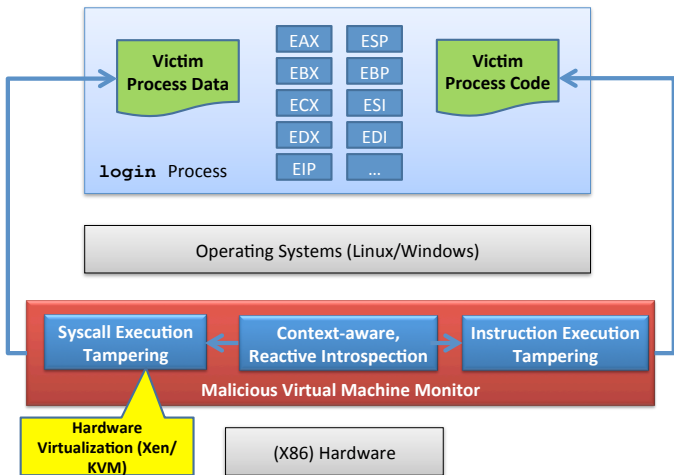 Victim
Process Data
EAX
ESP
EBX
EBP
ECX
ESI
EDX
EDI
EIP
...
Victim
Process Code
login Process
Operating Systems (Linux/Windows)
Syscall Execution
Tampering
Context-aware,
Reactive Introspection
Instruction Execution
Tampering
Malicious Virtual Machine Monitor
Hardware
Virtualization (Xen/
KVM)
(X86) Hardware